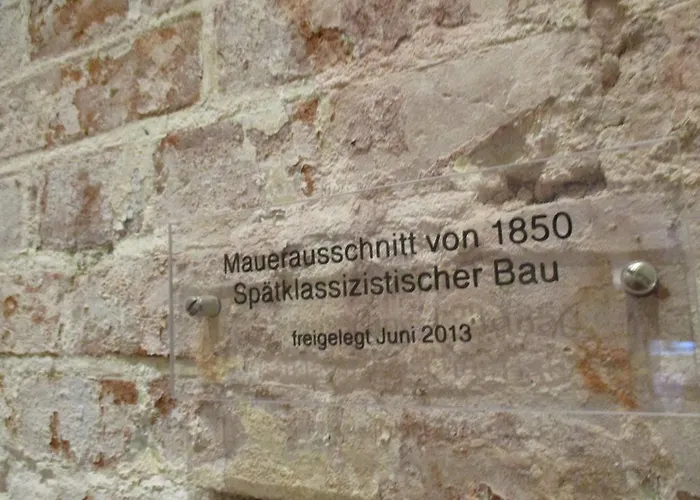 Mauerausschnitt von 1850
Spätklassizistischer Bau
freigelegt Juni 2013